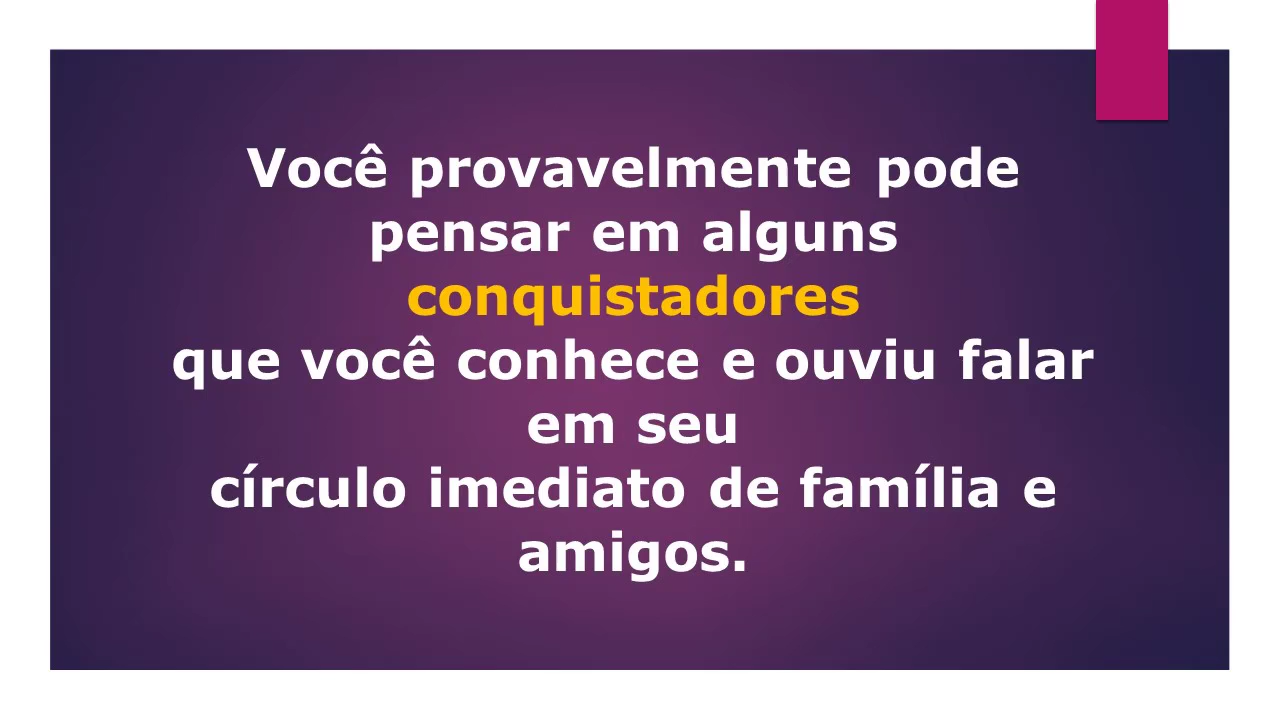 Você provavelmente pode
pensar em alguns
conquistadores
que você conhece e ouviu falar
em seu
círculo imediato de família e
amigos.